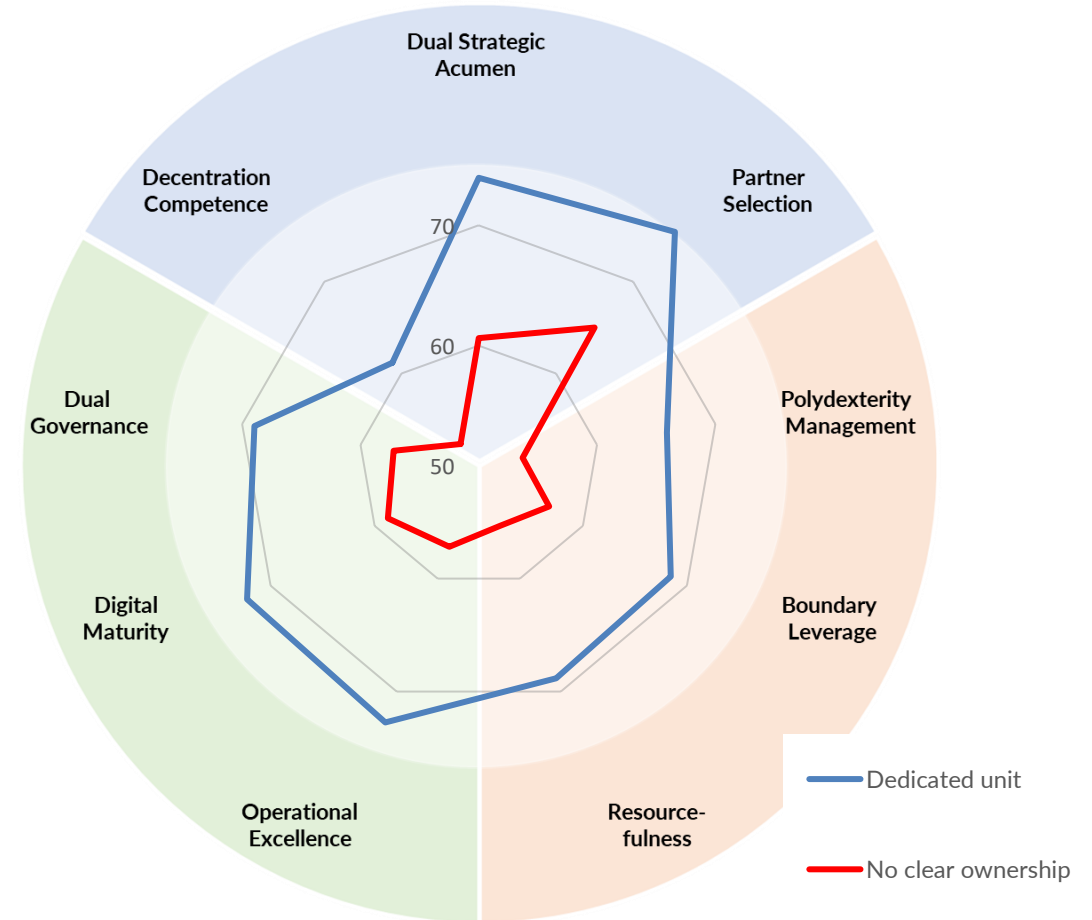 Dual Strategic
Acumen
Decentration
Competence
Partner
Selection
70
60
50
Dual
Governance
Polydexterity
Management
Digital
Maturity
Boundary
Leverage
Operational
Excellence
Resource-
fulness
Dedicated unit
No clear ownership